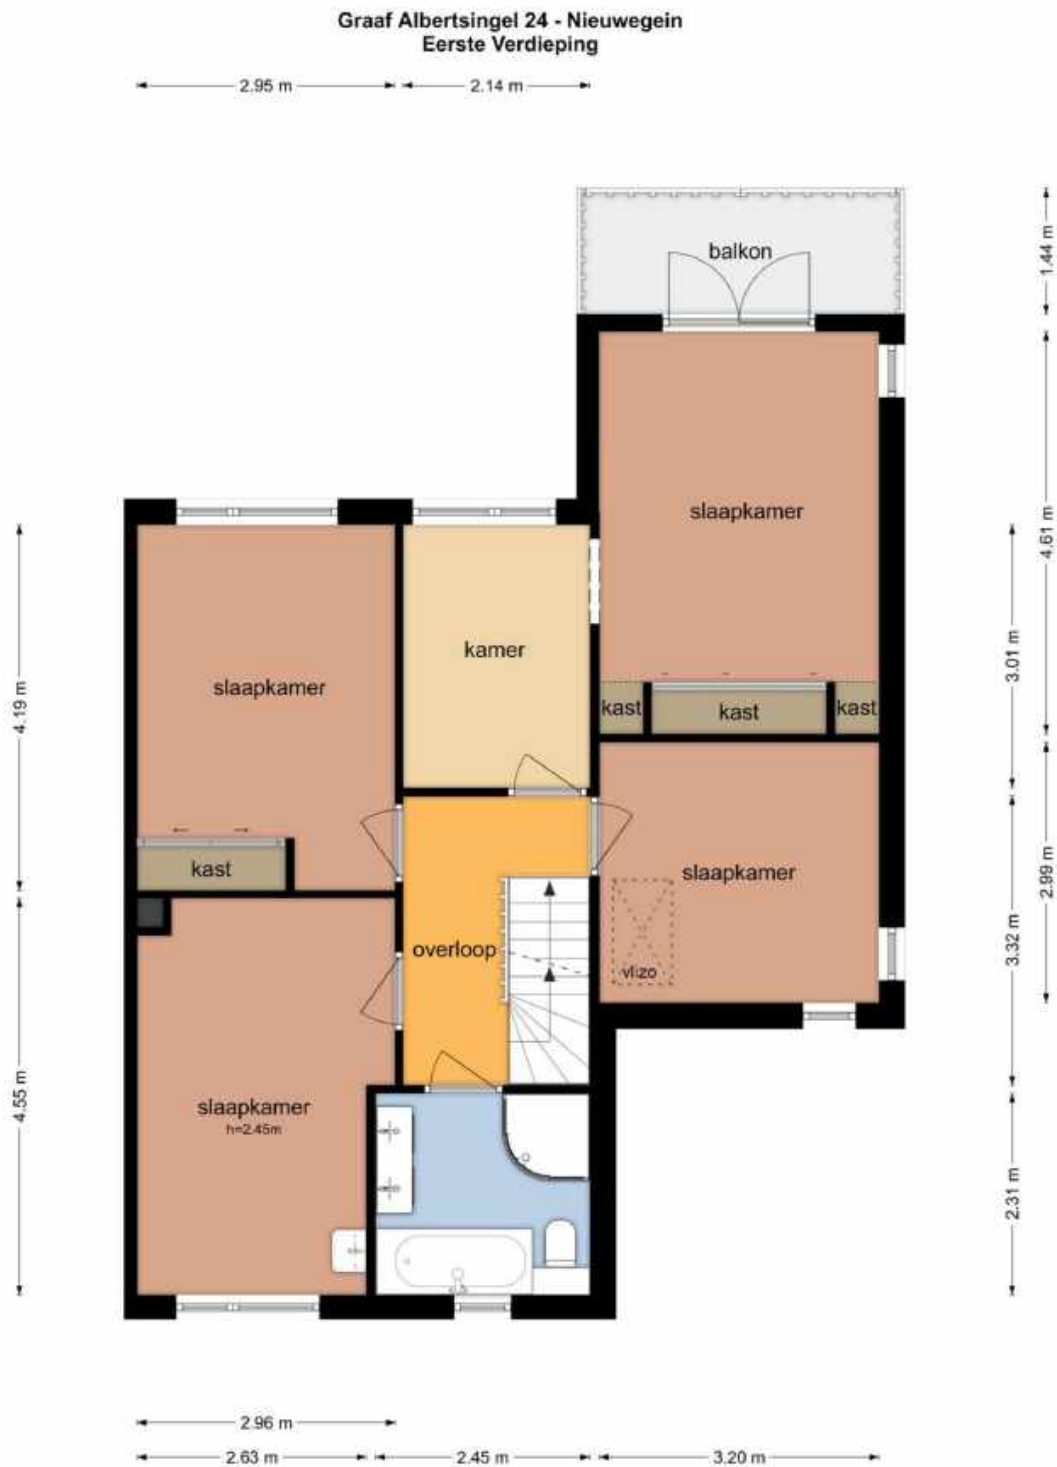 Graaf Albertsingel 24 - Nieuwegein
Eerste Verdieping
2.95 m
2.14 m
balkon
1.44 m
slaapkamer
4.61 m
kamer
3.01 m
slaapkamer
4.19 m
kast
kast
kast
kast
slaapkamer
2.99 m
overloop
vlizo
3.32 m
slaapkamer
h=2.45m
4.55 m
2.31 m
2.96 m
2.63 m
2.45 m
3.20 m